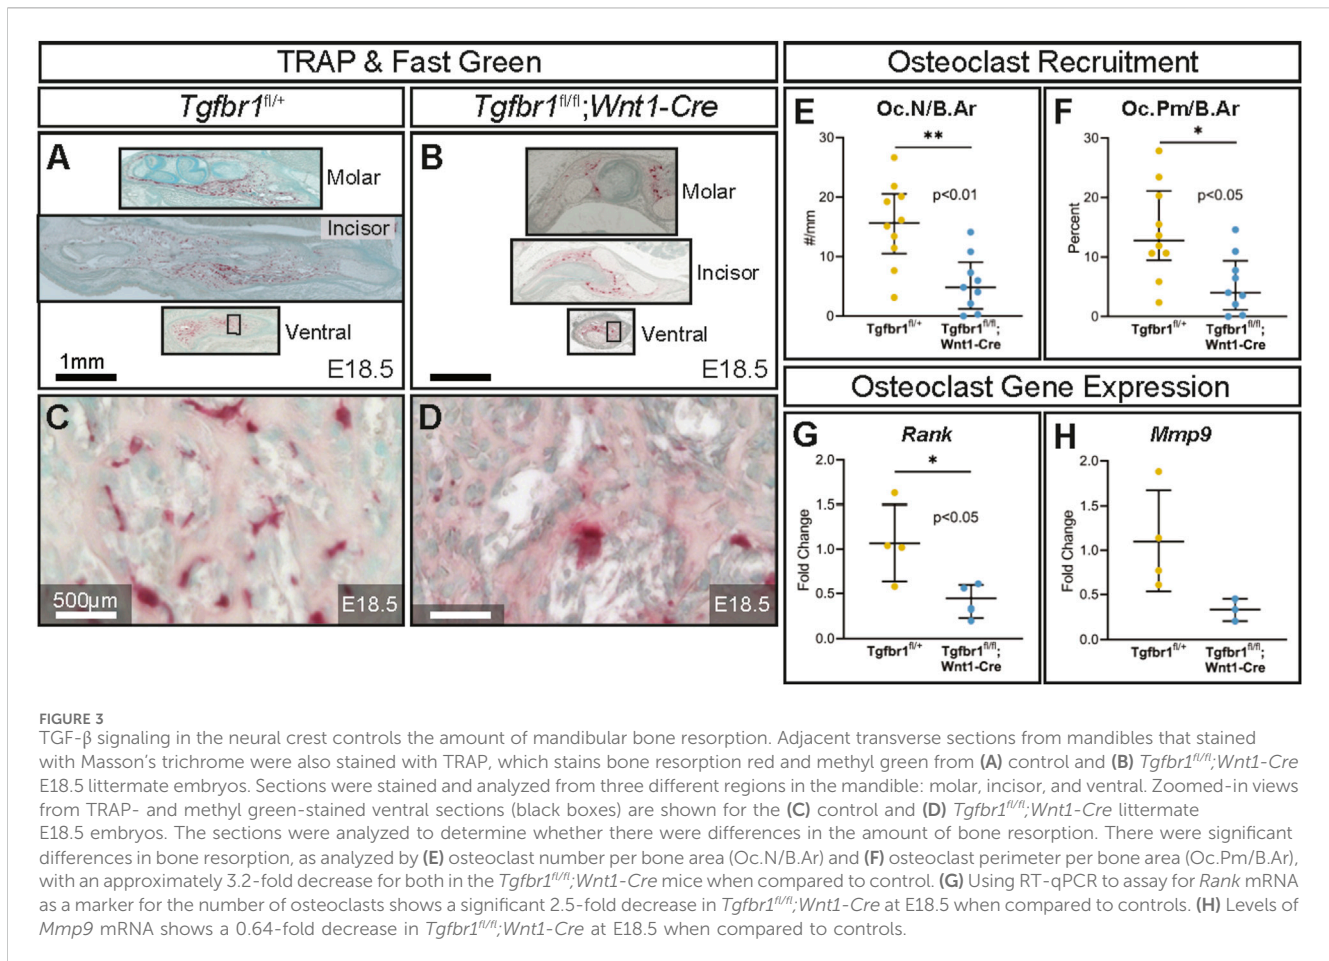 TRAP & Fast Green
Tgfbr1fl/+
Tgfbr1fl/fl;Wnt1-Cre
A
Molar
Incisor
Ventral
1mm
E18.5
B
Molar
Incisor
Ventral
E18.5
C
500µm
E18.5
D
E18.5
Osteoclast Recruitment
E
Oc.N/B.Ar
30
20
10
0
#/mm
**
p<0.01
Tgfbr1fl/+
Tgfbr1fl/fl;
Wnt1-Cre
F
Oc.Pm/B.Ar
30
20
10
0
Percent
*
p<0.05
Tgfbr1fl/+
Tgfbr1fl/fl;
Wnt1-Cre
Osteoclast Gene Expression
G
Rank
2.0
1.5
1.0
0.5
0.0
Fold Change
*
p<0.05
Tgfbr1fl/+
Tgfbr1fl/fl;
Wnt1-Cre
H
Mmp9
2.0
1.5
1.0
0.5
0.0
Fold Change
Tgfbr1fl/+
Tgfbr1fl/fl;
Wnt1-Cre
FIGURE 3
TGF-β signaling in the neural crest controls the amount of mandibular bone resorption. Adjacent transverse sections from mandibles that stained
with Masson's trichrome were also stained with TRAP, which stains bone resorption red and methyl green from (A) control and (B) Tgfbr1fl/fl;Wnt1-Cre
E18.5 littermate embryos. Sections were stained and analyzed from three different regions in the mandible: molar, incisor, and ventral. Zoomed-in views
from TRAP- and methyl green-stained ventral sections (black boxes) are shown for the (C) control and (D) Tgfbr1fl/fl;Wnt1-Cre littermate
E18.5 embryos. The sections were analyzed to determine whether there were differences in the amount of bone resorption. There were significant
differences in bone resorption, as analyzed by (E) osteoclast number per bone area (Oc.N/B.Ar) and (F) osteoclast perimeter per bone area (Oc.Pm/B.Ar),
with an approximately 3.2-fold decrease for both in the Tgfbr1fl/fl;Wnt1-Cre mice when compared to control. (G) Using RT-qPCR to assay for Rank mRNA
as a marker for the number of osteoclasts shows a significant 2.5-fold decrease in Tgfbr1fl/fl;Wnt1-Cre at E18.5 when compared to controls. (H) Levels of
Mmp9 mRNA shows a 0.64-fold decrease in Tgfbr1fl/fl;Wnt1-Cre at E18.5 when compared to controls.